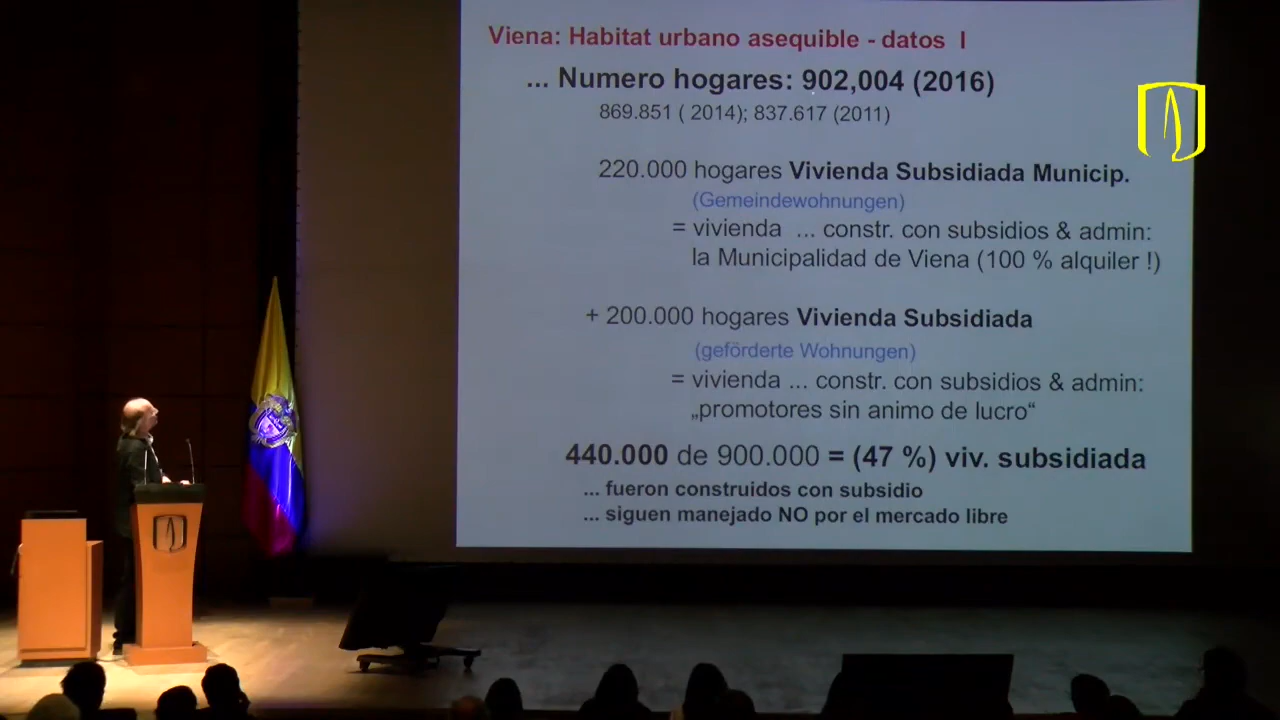 Viena: Habitat urbano asequible - datos I
... Numero hogares: 902,004 (2016)
869.851 ( 2014); 837.617 (2011)
220.000 hogares Vivienda Subsidiada Municip.
(Gemeindewohnungen)
= vivienda ... constr. con subsidios & admin:
la Municipalidad de Viena (100 % alquiler !)
+ 200.000 hogares Vivienda Subsidiada
(geförderte Wohnungen)
= vivienda ... constr. con subsidios & admin:
„promotores sin animo de lucro“
440.000 de 900.000 = (47 %) viv. subsidiada
... fueron construidos con subsidio
... siguen manejado NO por el mercado libre